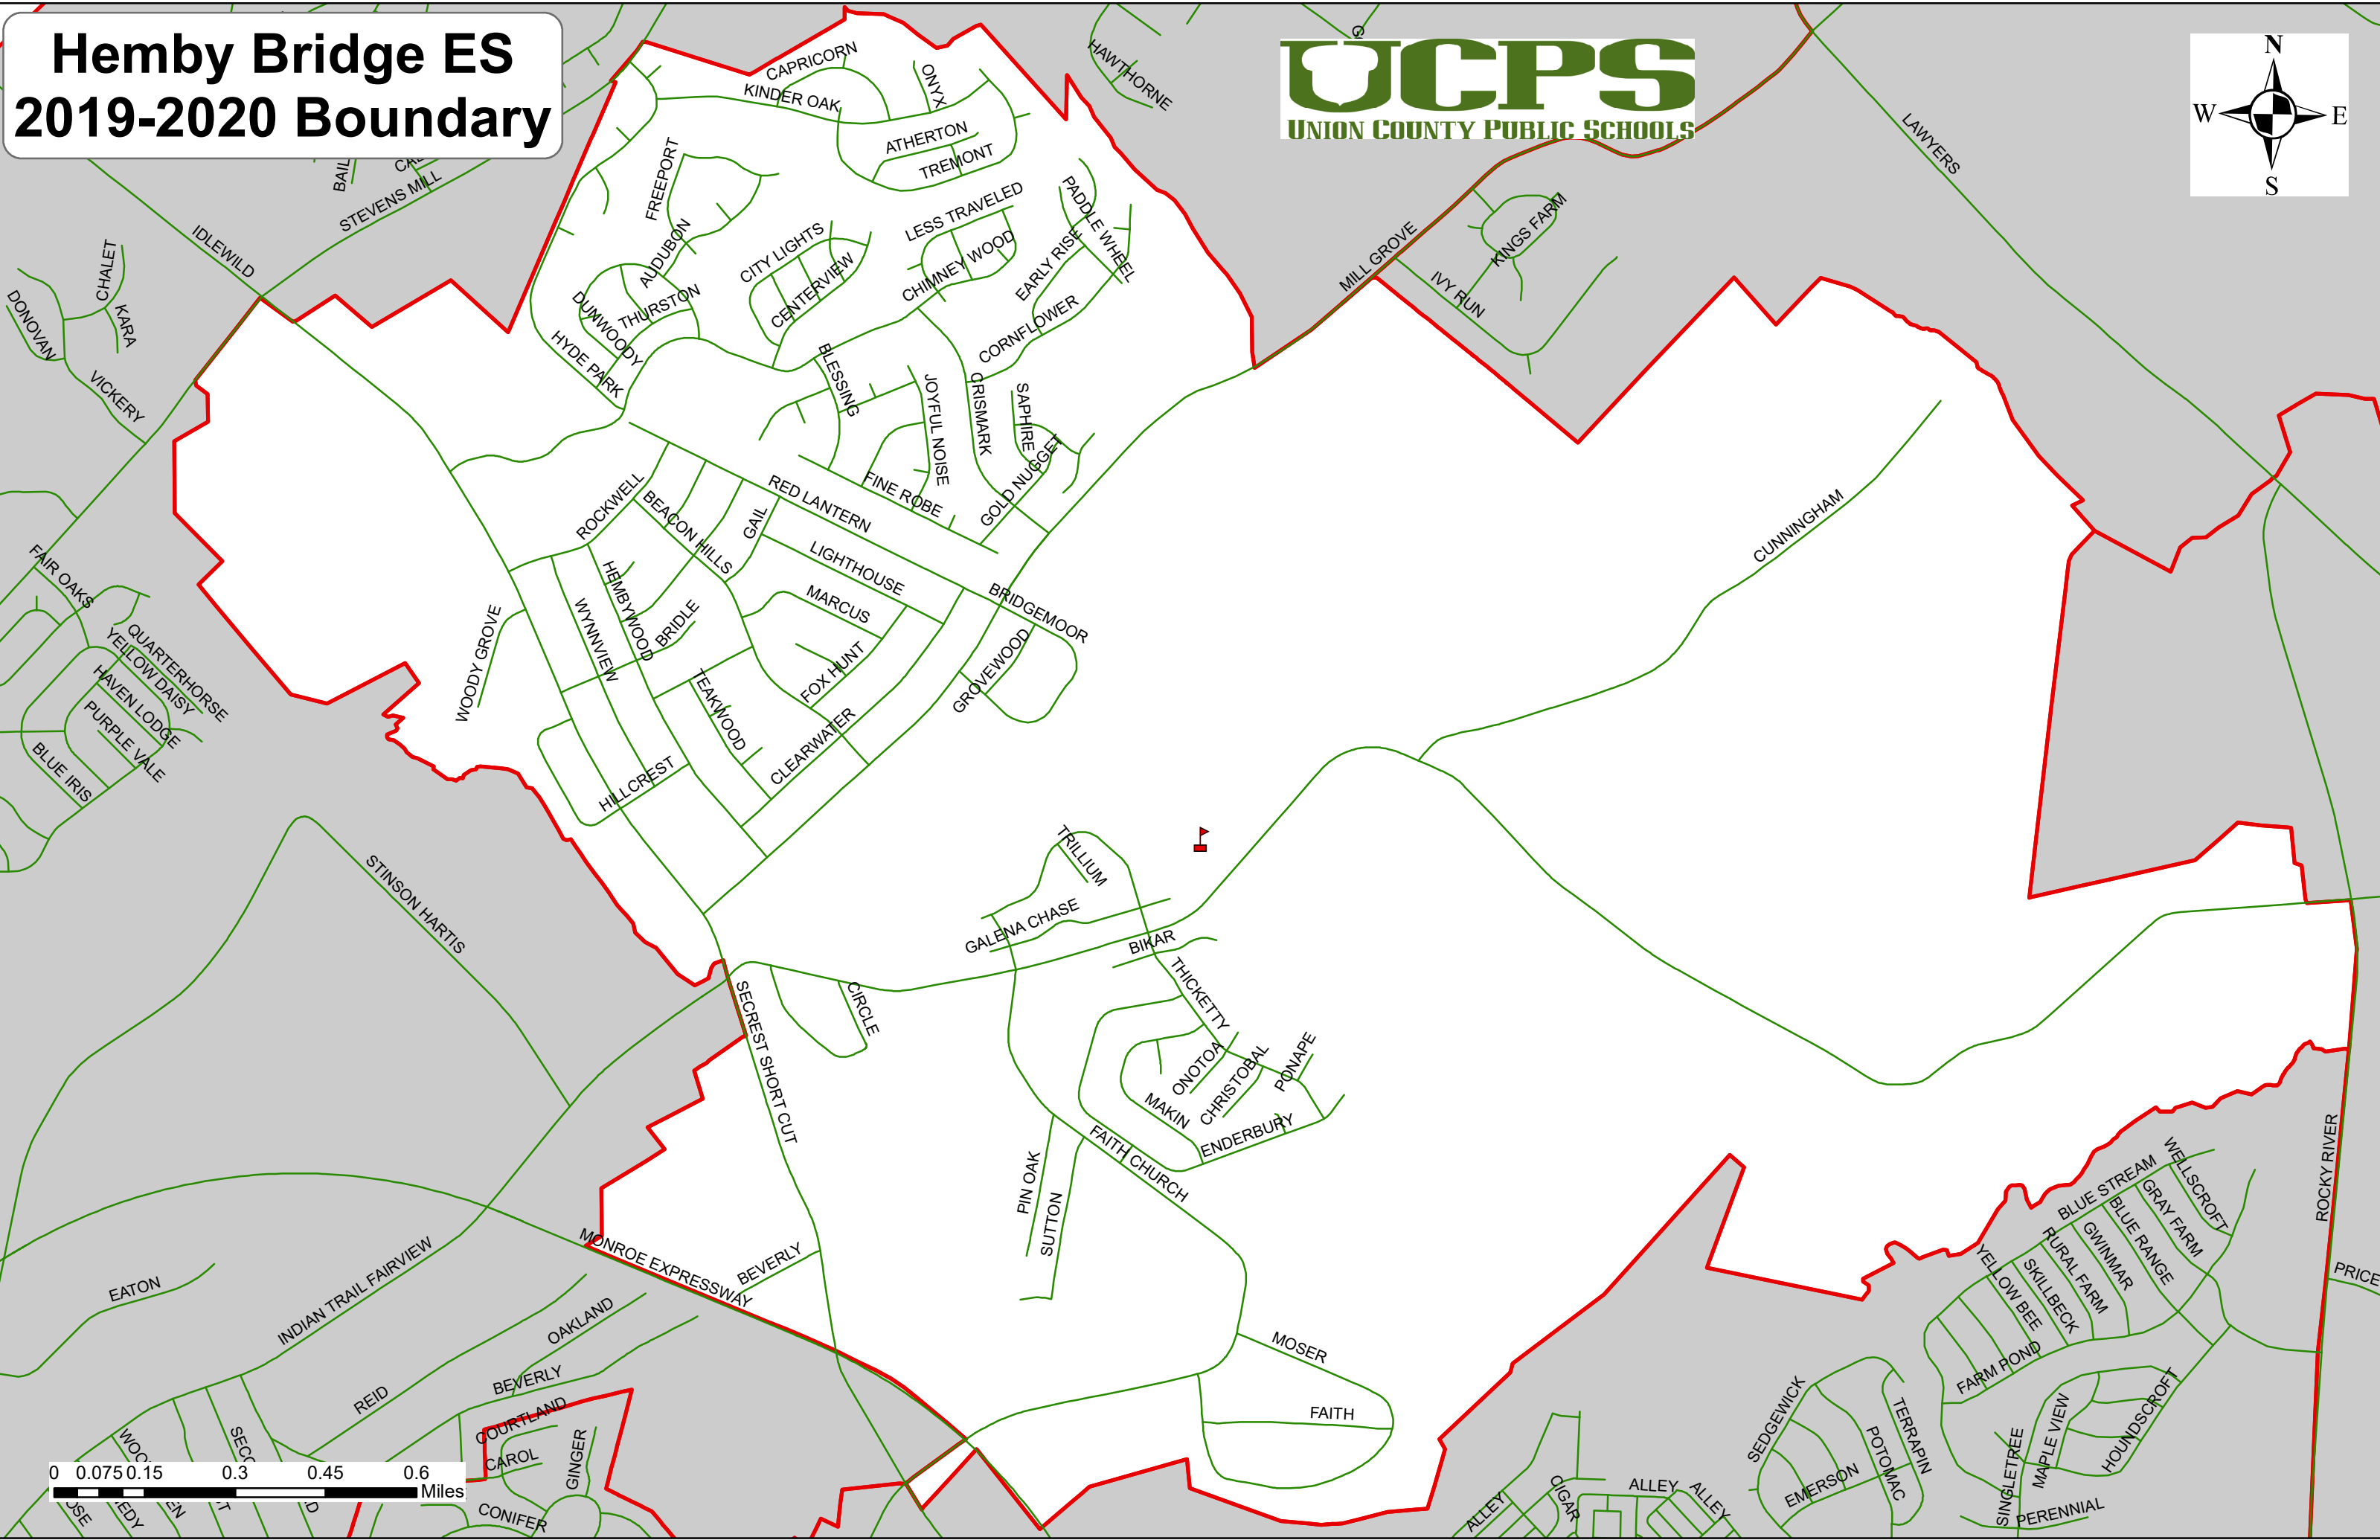 Hemby Bridge ES
2019-2020 Boundary
UCPS
UNION COUNTY PUBLIC SCHOOLS
N
W
E
S
CAPRICORN
ONYX
KINDER OAK
HAWTHORNE
ATHERTON
TREMONT
LAWYERS
FREEPORT
STEVENS MILL
IDLEWILD
CHALET
KARA
DONOVAN
VICKERY
AUDUBON
THURSTON
DUNWOODY
HYDE PARK
CITY LIGHTS
CENTERVIEW
LESS TRAVELED
CHIMNEY WOOD
PADDLE WHEEL
EARLY RISE
CORNFLOWER
MILL GROVE
KINGS FARM
IVY RUN
BLESSING
JOYFUL NOISE
CRISMARK
SAPHIRE
GOLD NUGGET
FINE ROBE
RED LANTERN
ROCKWELL
BEACON HILLS
GAIL
LIGHTHOUSE
MARCUS
CUNNINGHAM
FAIR OAKS
HEMBYWOOD
WYNNVIEW
BRIDLE
WOODY GROVE
BRIDGEMOOR
GROVEWOOD
FOX HUNT
TEAKWOOD
CLEARWATER
HILLCREST
QUARTERHORSE
YELLOW DAISY
HAVEN LODGE
PURPLE VALE
BLUE IRIS
STINSON HARTIS
TRILLIUM
GALENA CHASE
BIKAR
THICKETTY
CIRCLE
SECREST SHORT CUT
ONOTOA
CHRISTOBAL
PONAPE
MAKIN
ENDERBURY
FAITH CHURCH
PIN OAK
SUTTON
ROCKY RIVER
WELLSCROFT
BLUE STREAM
GRAY FARM
BLUE RANGE
GWINMAR
RURAL FARM
SKILLBECK
YELLOW BEE
FARM POND
PRICE
MONROE EXPRESSWAY
BEVERLY
INDIAN TRAIL FAIRVIEW
EATON
OAKLAND
REID
BEVERLY
COURTLAND
CAROL
GINGER
CONIFER
MOSER
FAITH
SEDGEWICK
TERRAPIN
POTOMAC
EMERSON
SINGLETREE
MAPLE VIEW
HOUNDSCROFT
PERENNIAL
ALLEY
CIGAR
ALLEY
ALLEY
0 0.075 0.15 0.3 0.45 0.6
Miles